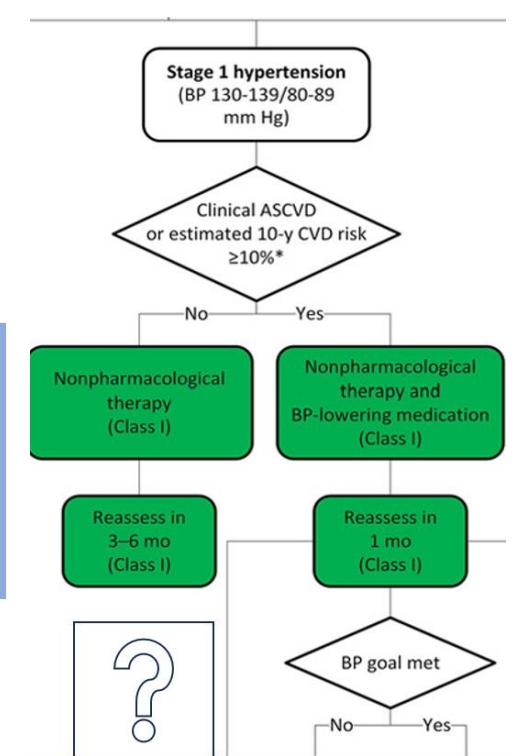 Stage 1 hypertension
(BP 130-139/80-89
mm Hg)
Clinical ASCVD
or estimated 10-y CVD risk
≥10%*
No
Yes
Nonpharmacological
therapy
(Class I)
Nonpharmacological
therapy and
BP-lowering medication
(Class I)
Reassess in
3–6 mo
(Class I)
Reassess in
1 mo
(Class I)
?
BP goal met
No
Yes